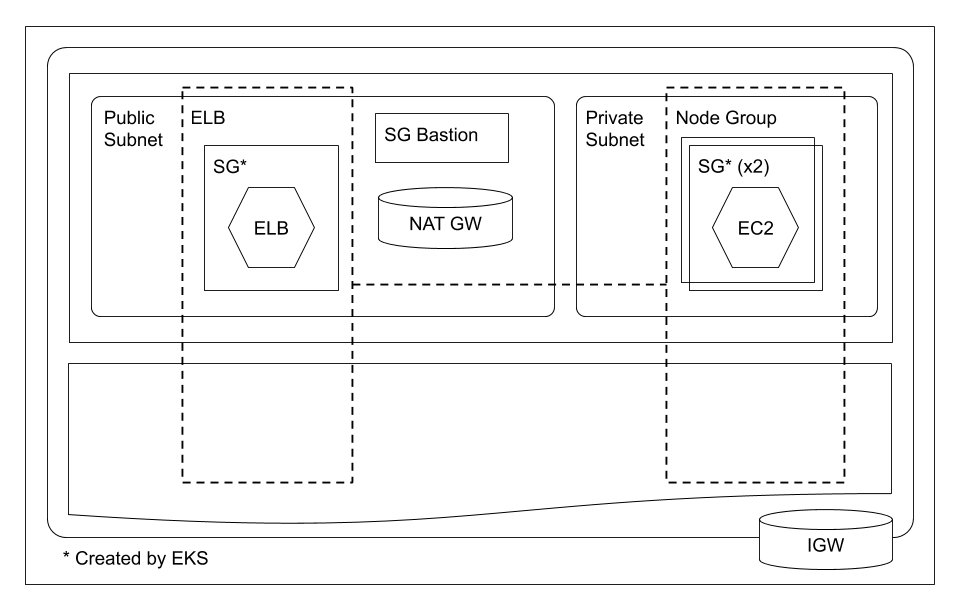 Public
Subnet
ELB
SG*
ELB
SG Bastion
NAT GW
Private
Subnet
Node Group
SG* (x2)
EC2
* Created by EKS
IGW